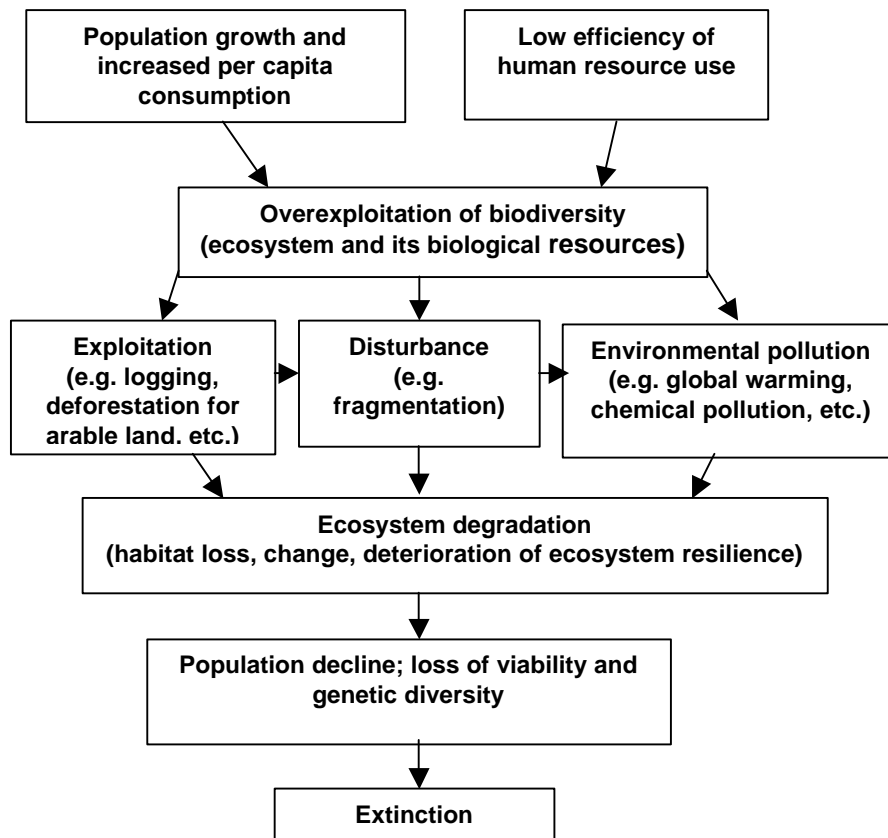 Population growth and
increased per capita
consumption
Low efficiency of
human resource use
Overexploitation of biodiversity
(ecosystem and its biological resources)
Exploitation
(e.g. logging,
deforestation for
arable land. etc.)
Disturbance
(e.g.
fragmentation)
Environmental pollution
(e.g. global warming,
chemical pollution, etc.)
Ecosystem degradation
(habitat loss, change, deterioration of ecosystem resilience)
Population decline; loss of viability and
genetic diversity
Extinction